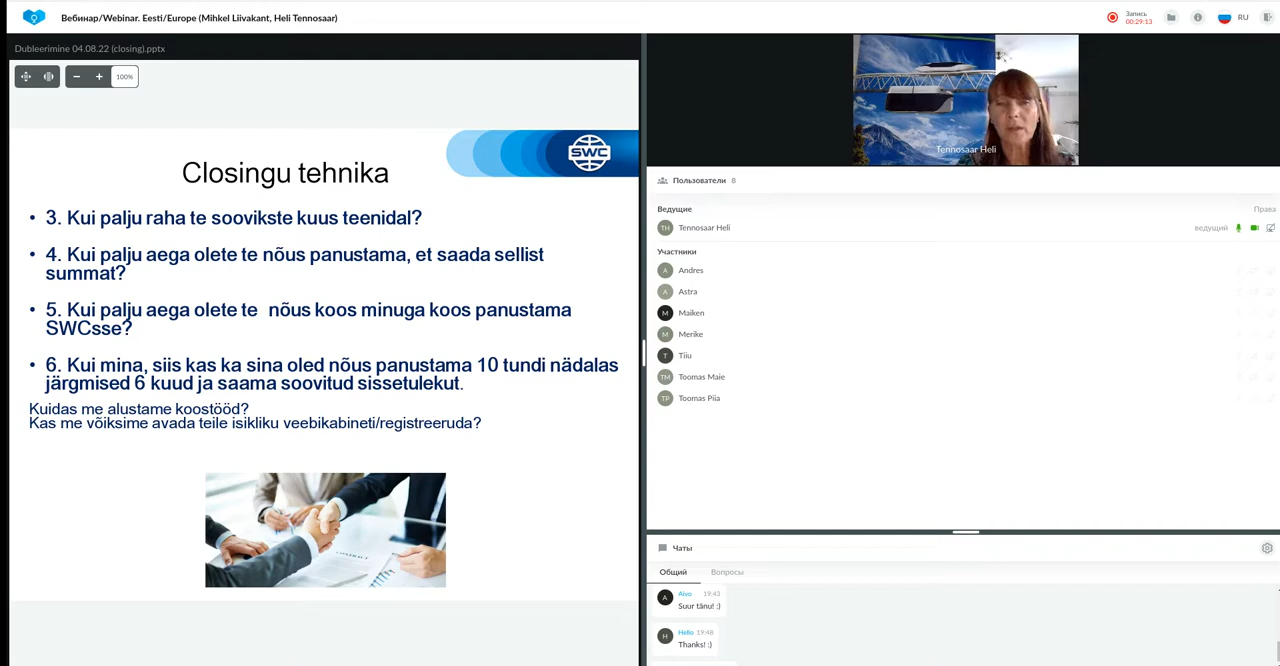 Вебинар/Webinar. Eesti/Europe (Mihkel Liivakant, Heli Tennosaar)
Запись
00:29:13
RU
Dubleerimine 04.08.22 (closing).pptx
100%
SWC
Closingu tehnika
• 3. Kui palju raha te soovikste kuus teenidal?
• 4. Kui palju aega olete te nõus panustama, et saada sellist
summat?
• 5. Kui palju aega olete te nõus koos minuga koos panustama
SWCsse?
• 6. Kui mina, siis kas ka sina oled nõus panustama 10 tundi nädalas
järgmised 6 kuud ja saama soovitud sissetulekut.
Kuidas me alustame koostööd?
Kas me võiksime avada teile isikliku veebikabineti/registreeruda?
Tennosaar Heli
Пользователи 8
Ведущие Права
TH Tennosaar Heli ведущий
Участники
A Andres
A Astra
M Maiken
M Merike
T Tiiu
TM Toomas Maie
TP Toomas Piia
Чаты
Общий Вопросы
A Aivo 19:43
Suur tänu! :)
H Hello 19:48
Thanks! :)